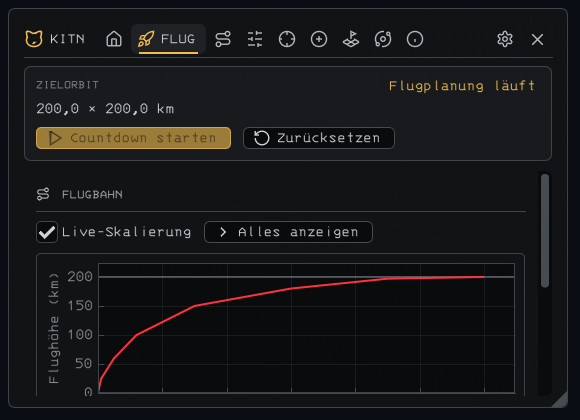 KITN FLUG
ZIELORBIT
Flugplanung läuft
200,0 × 200,0 km
Countdown starten
Zurücksetzen
FLUGBAHN
Live-Skalierung
Alles anzeigen
Flughöhe (km)
200
150
100
50
0